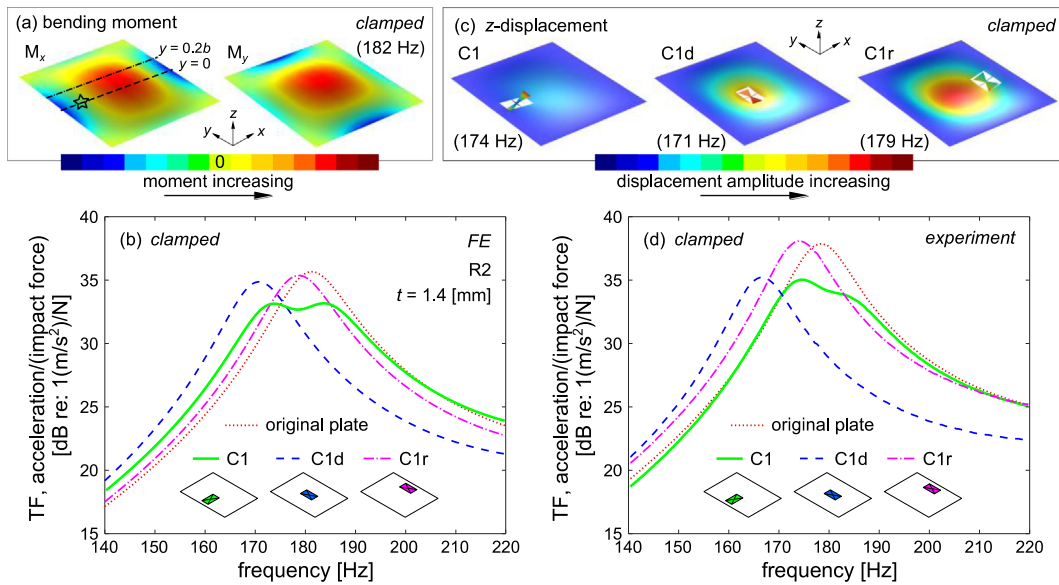 (a) bending moment
clamped
Mₓ
M_y
(182 Hz)
y = 0.2b
y = 0
z
y
x
0
moment increasing
(c) z-displacement
clamped
C1
C1d
C1r
z
y
x
(174 Hz)
(171 Hz)
(179 Hz)
displacement amplitude increasing
(b) clamped
FE
R2
t = 1.4 [mm]
TF, acceleration/(impact force)
[dB re: 1(m/s²)/N]
40
35
30
25
20
15
original plate
C1 C1d C1r
140 150 160 170 180 190 200 210 220
frequency [Hz]
(d) clamped
experiment
TF, acceleration/(impact force)
[dB re: 1(m/s²)/N]
40
35
30
25
20
15
original plate
C1 C1d C1r
140 150 160 170 180 190 200 210 220
frequency [Hz]